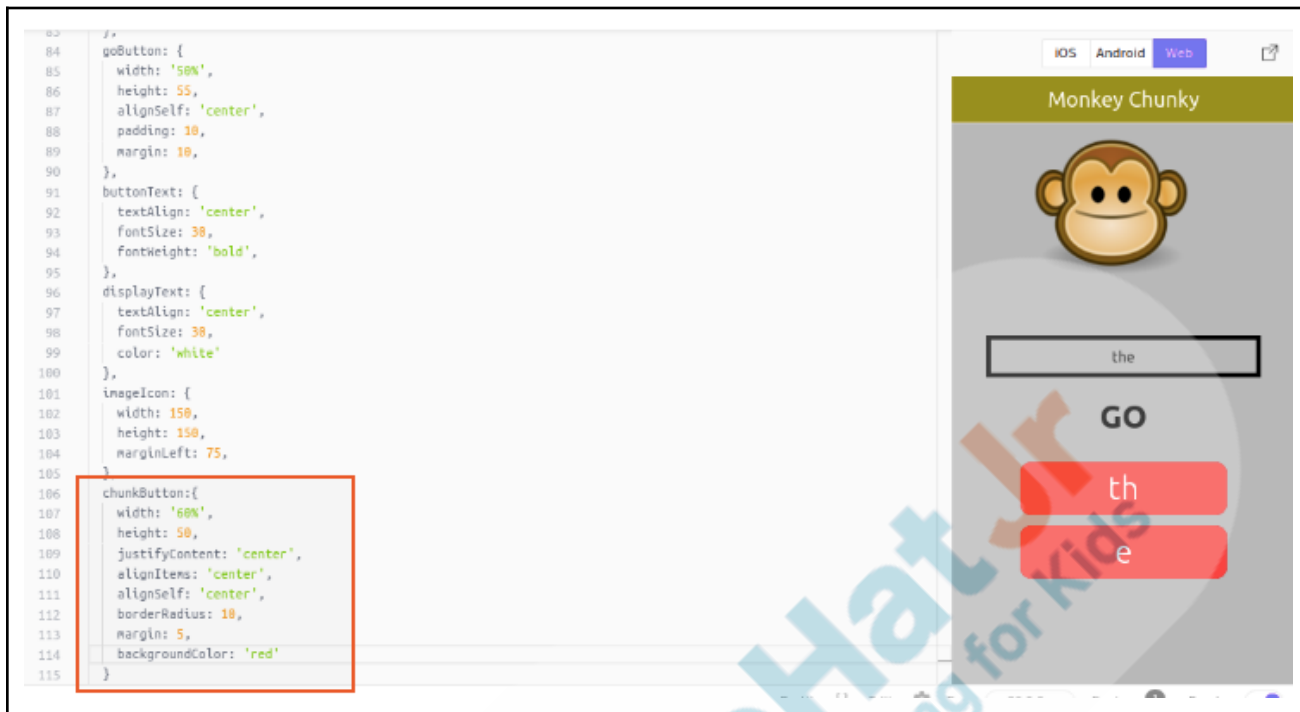 83 },
84 goButton: {
85 width: '50%',
86 height: 55,
87 alignSelf: 'center',
88 padding: 10,
89 margin: 10,
90 },
91 buttonText: {
92 textAlign: 'center',
93 fontSize: 30,
94 fontWeight: 'bold',
95 },
96 displayText: {
97 textAlign: 'center',
98 fontSize: 30,
99 color: 'white'
100 },
101 imageIcon: {
102 width: 150,
103 height: 150,
104 marginLeft: 75,
105 },
106 chunkButton:{
107 width: '60%',
108 height: 50,
109 justifyContent: 'center',
110 alignItems: 'center',
111 alignSelf: 'center',
112 borderRadius: 10,
113 margin: 5,
114 backgroundColor: 'red'
115 }
iOS Android Web
Monkey Chunky
the
GO
th
e
Hat Jr
for Kids